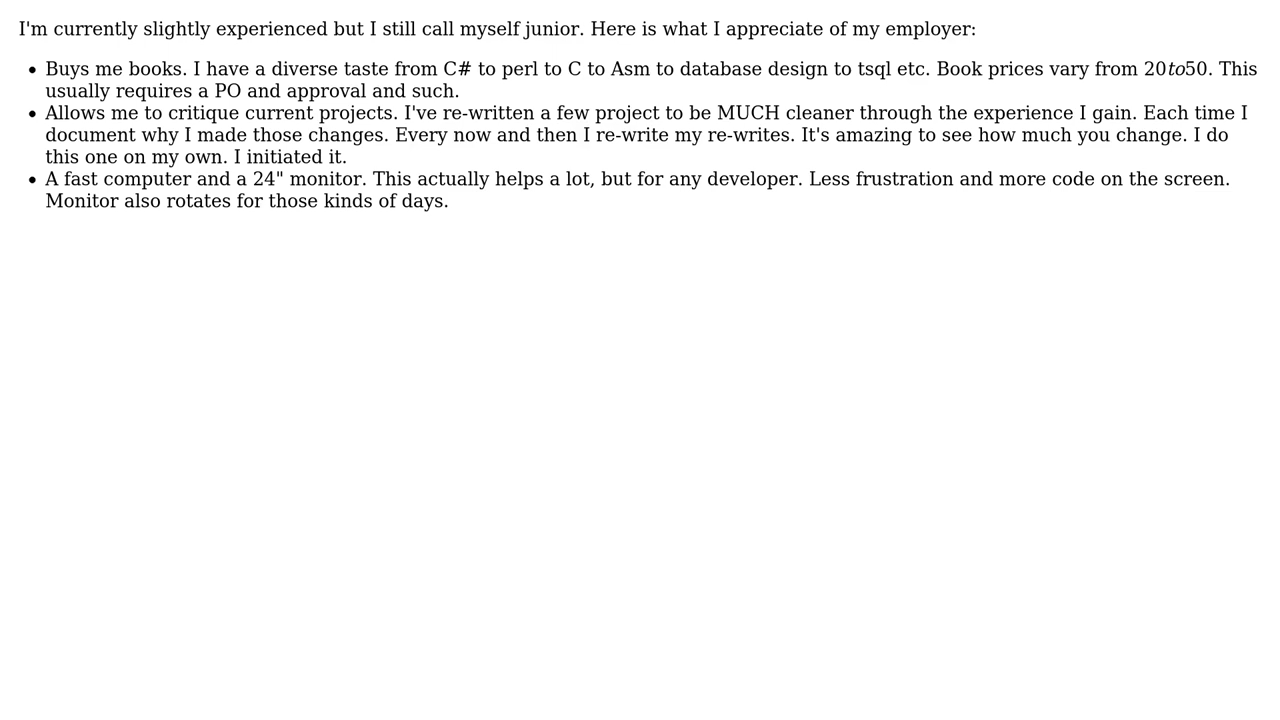 I'm currently slightly experienced but I still call myself junior. Here is what I appreciate of my employer:
• Buys me books. I have a diverse taste from C# to perl to C to Asm to database design to tsql etc. Book prices vary from 20to50. This
usually requires a PO and approval and such.
• Allows me to critique current projects. I've re-written a few project to be MUCH cleaner through the experience I gain. Each time I
document why I made those changes. Every now and then I re-write my re-writes. It's amazing to see how much you change. I do
this one on my own. I initiated it.
• A fast computer and a 24" monitor. This actually helps a lot, but for any developer. Less frustration and more code on the screen.
Monitor also rotates for those kinds of days.